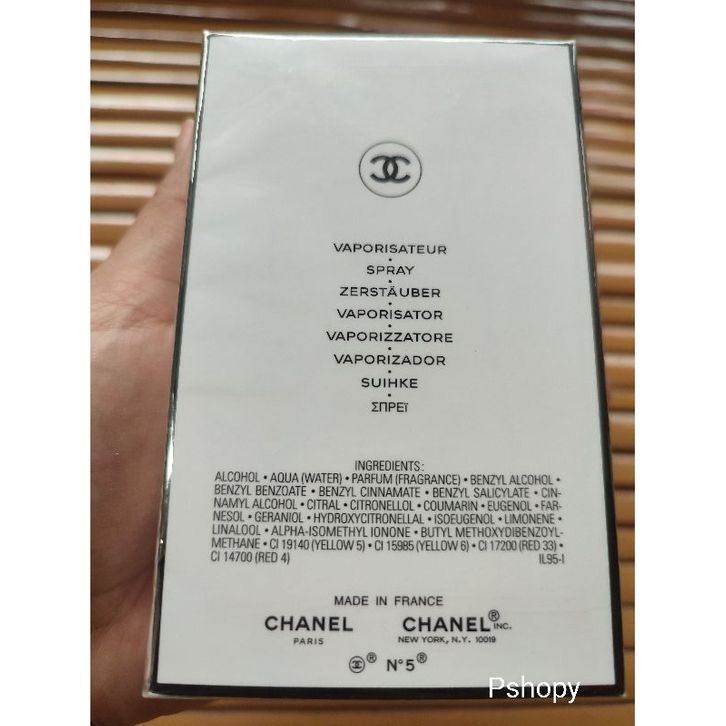 VAPORISATEUR
•
SPRAY
•
ZERSTÄUBER
•
VAPORISATOR
•
VAPORIZZATORE
•
VAPORIZADOR
•
SUIHKE
•
ΣΠΡΕΪ
INGREDIENTS:
ALCOHOL • AQUA (WATER) • PARFUM (FRAGRANCE) • BENZYL ALCOHOL •
BENZYL BENZOATE • BENZYL CINNAMATE • BENZYL SALICYLATE • CIN-
NAMYL ALCOHOL • CITRAL • CITRONELLOL • COUMARIN • EUGENOL • FAR-
NESOL • GERANIOL • HYDROXYCITRONELLAL • ISOEUGENOL • LIMONENE •
LINALOOL • ALPHA-ISOMETHYL IONONE • BUTYL METHOXYDIBENZOYL-
METHANE • CI 19140 (YELLOW 5) • CI 15985 (YELLOW 6) • CI 17200 (RED 33) •
CI 14700 (RED 4) IL95-I
MADE IN FRANCE
CHANEL CHANEL® INC.
PARIS NEW YORK, N.Y. 10019
® N°5®
Pshopy